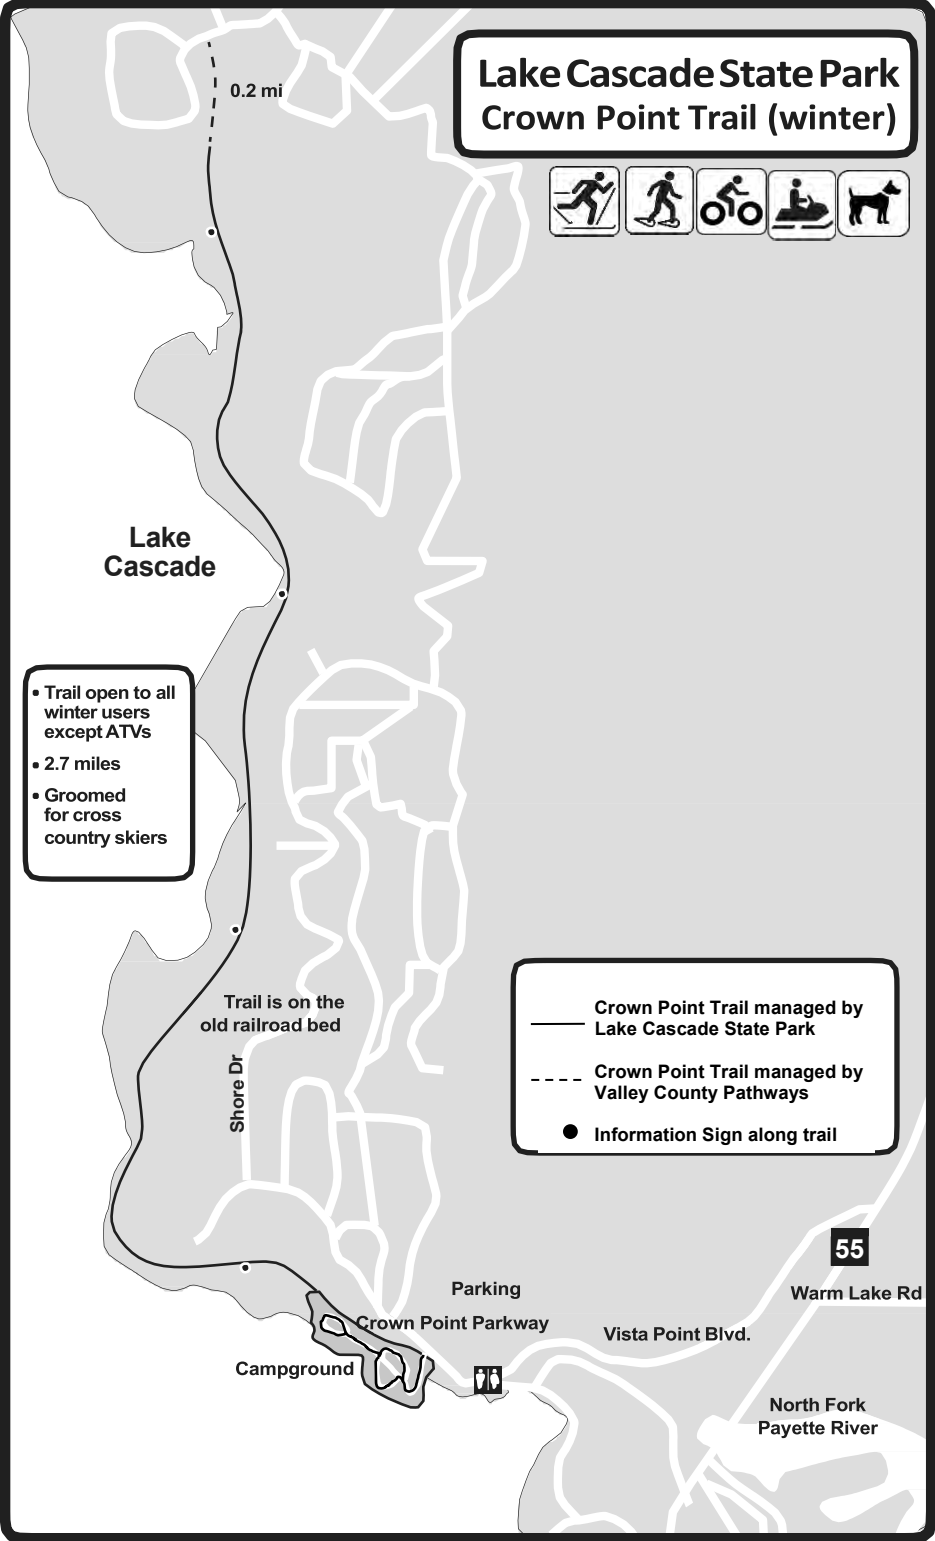 Lake Cascade State Park
Crown Point Trail (winter)
0.2 mi
Lake
Cascade
• Trail open to all
winter users
except ATVs
• 2.7 miles
• Groomed
for cross
country skiers
Trail is on the
old railroad bed
Shore Dr
Crown Point Trail managed by
Lake Cascade State Park
Crown Point Trail managed by
Valley County Pathways
Information Sign along trail
55
Warm Lake Rd
Parking
Crown Point Parkway
Vista Point Blvd.
Campground
North Fork
Payette River